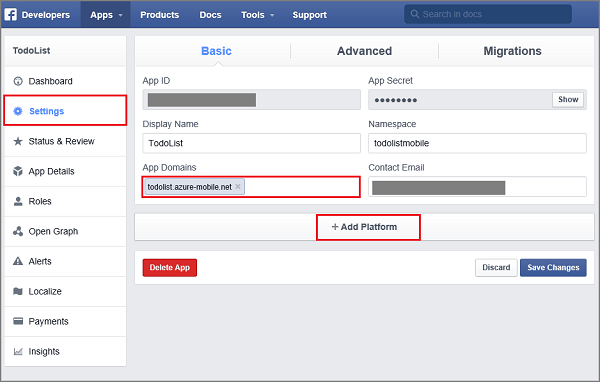 f Developers Apps Products Docs Tools Support Search in docs
TodoList
Dashboard
Settings
Status & Review
App Details
Roles
Open Graph
Alerts
Localize
Payments
Insights
Basic Advanced Migrations
App ID App Secret
●●●●●●●● Show
Display Name Namespace
TodoList todolistmobile
App Domains Contact Email
todolist.azure-mobile.net ×
+ Add Platform
Delete App Discard Save Changes